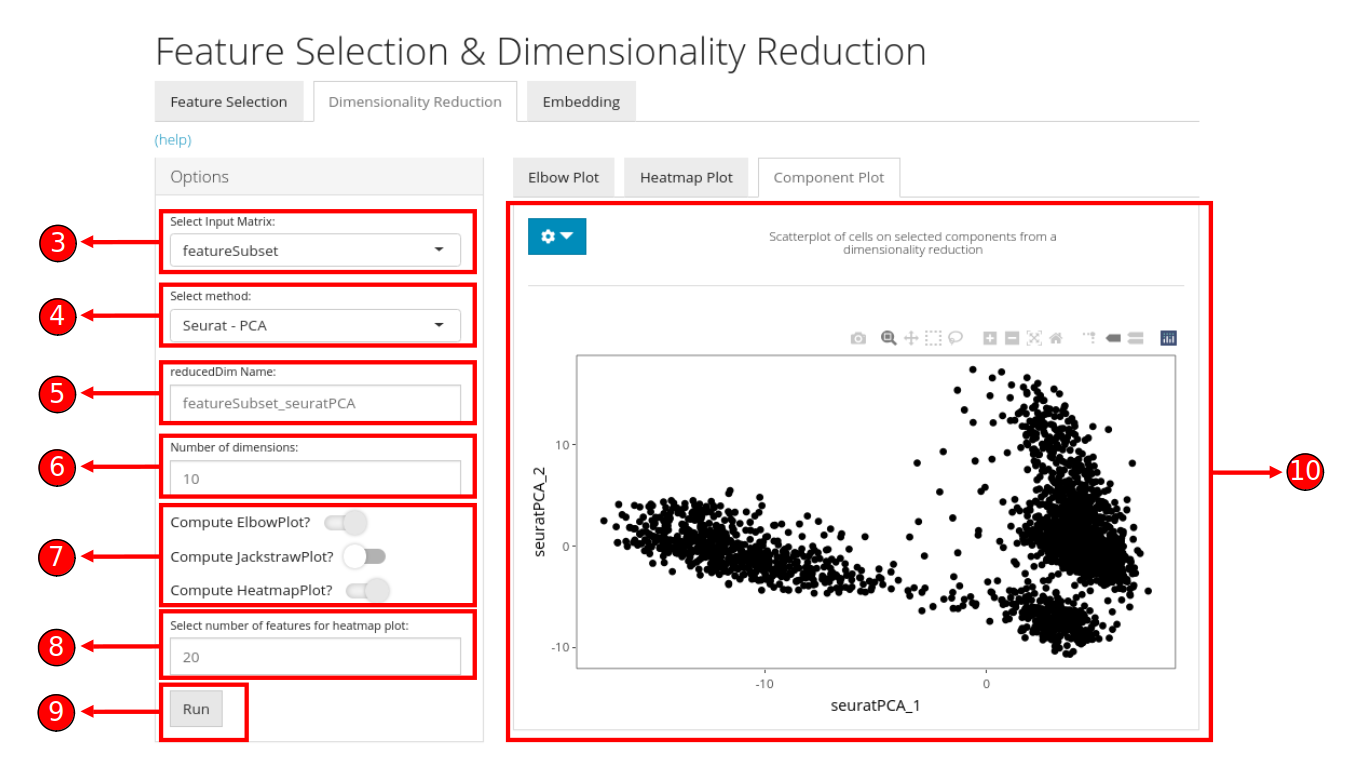 Feature Selection & Dimensionality Reduction
Feature Selection
Dimensionality Reduction
Embedding
(help)
Options
Elbow Plot
Heatmap Plot
Component Plot
3
Select Input Matrix:
featureSubset
4
Select method:
Seurat - PCA
5
reducedDim Name:
featureSubset_seuratPCA
6
Number of dimensions:
10
7
Compute ElbowPlot?
Compute JackstrawPlot?
Compute HeatmapPlot?
8
Select number of features for heatmap plot:
20
9
Run
Scatterplot of cells on selected components from a
dimensionality reduction
seuratPCA_2
10
0
-10
-10
0
seuratPCA_1
10